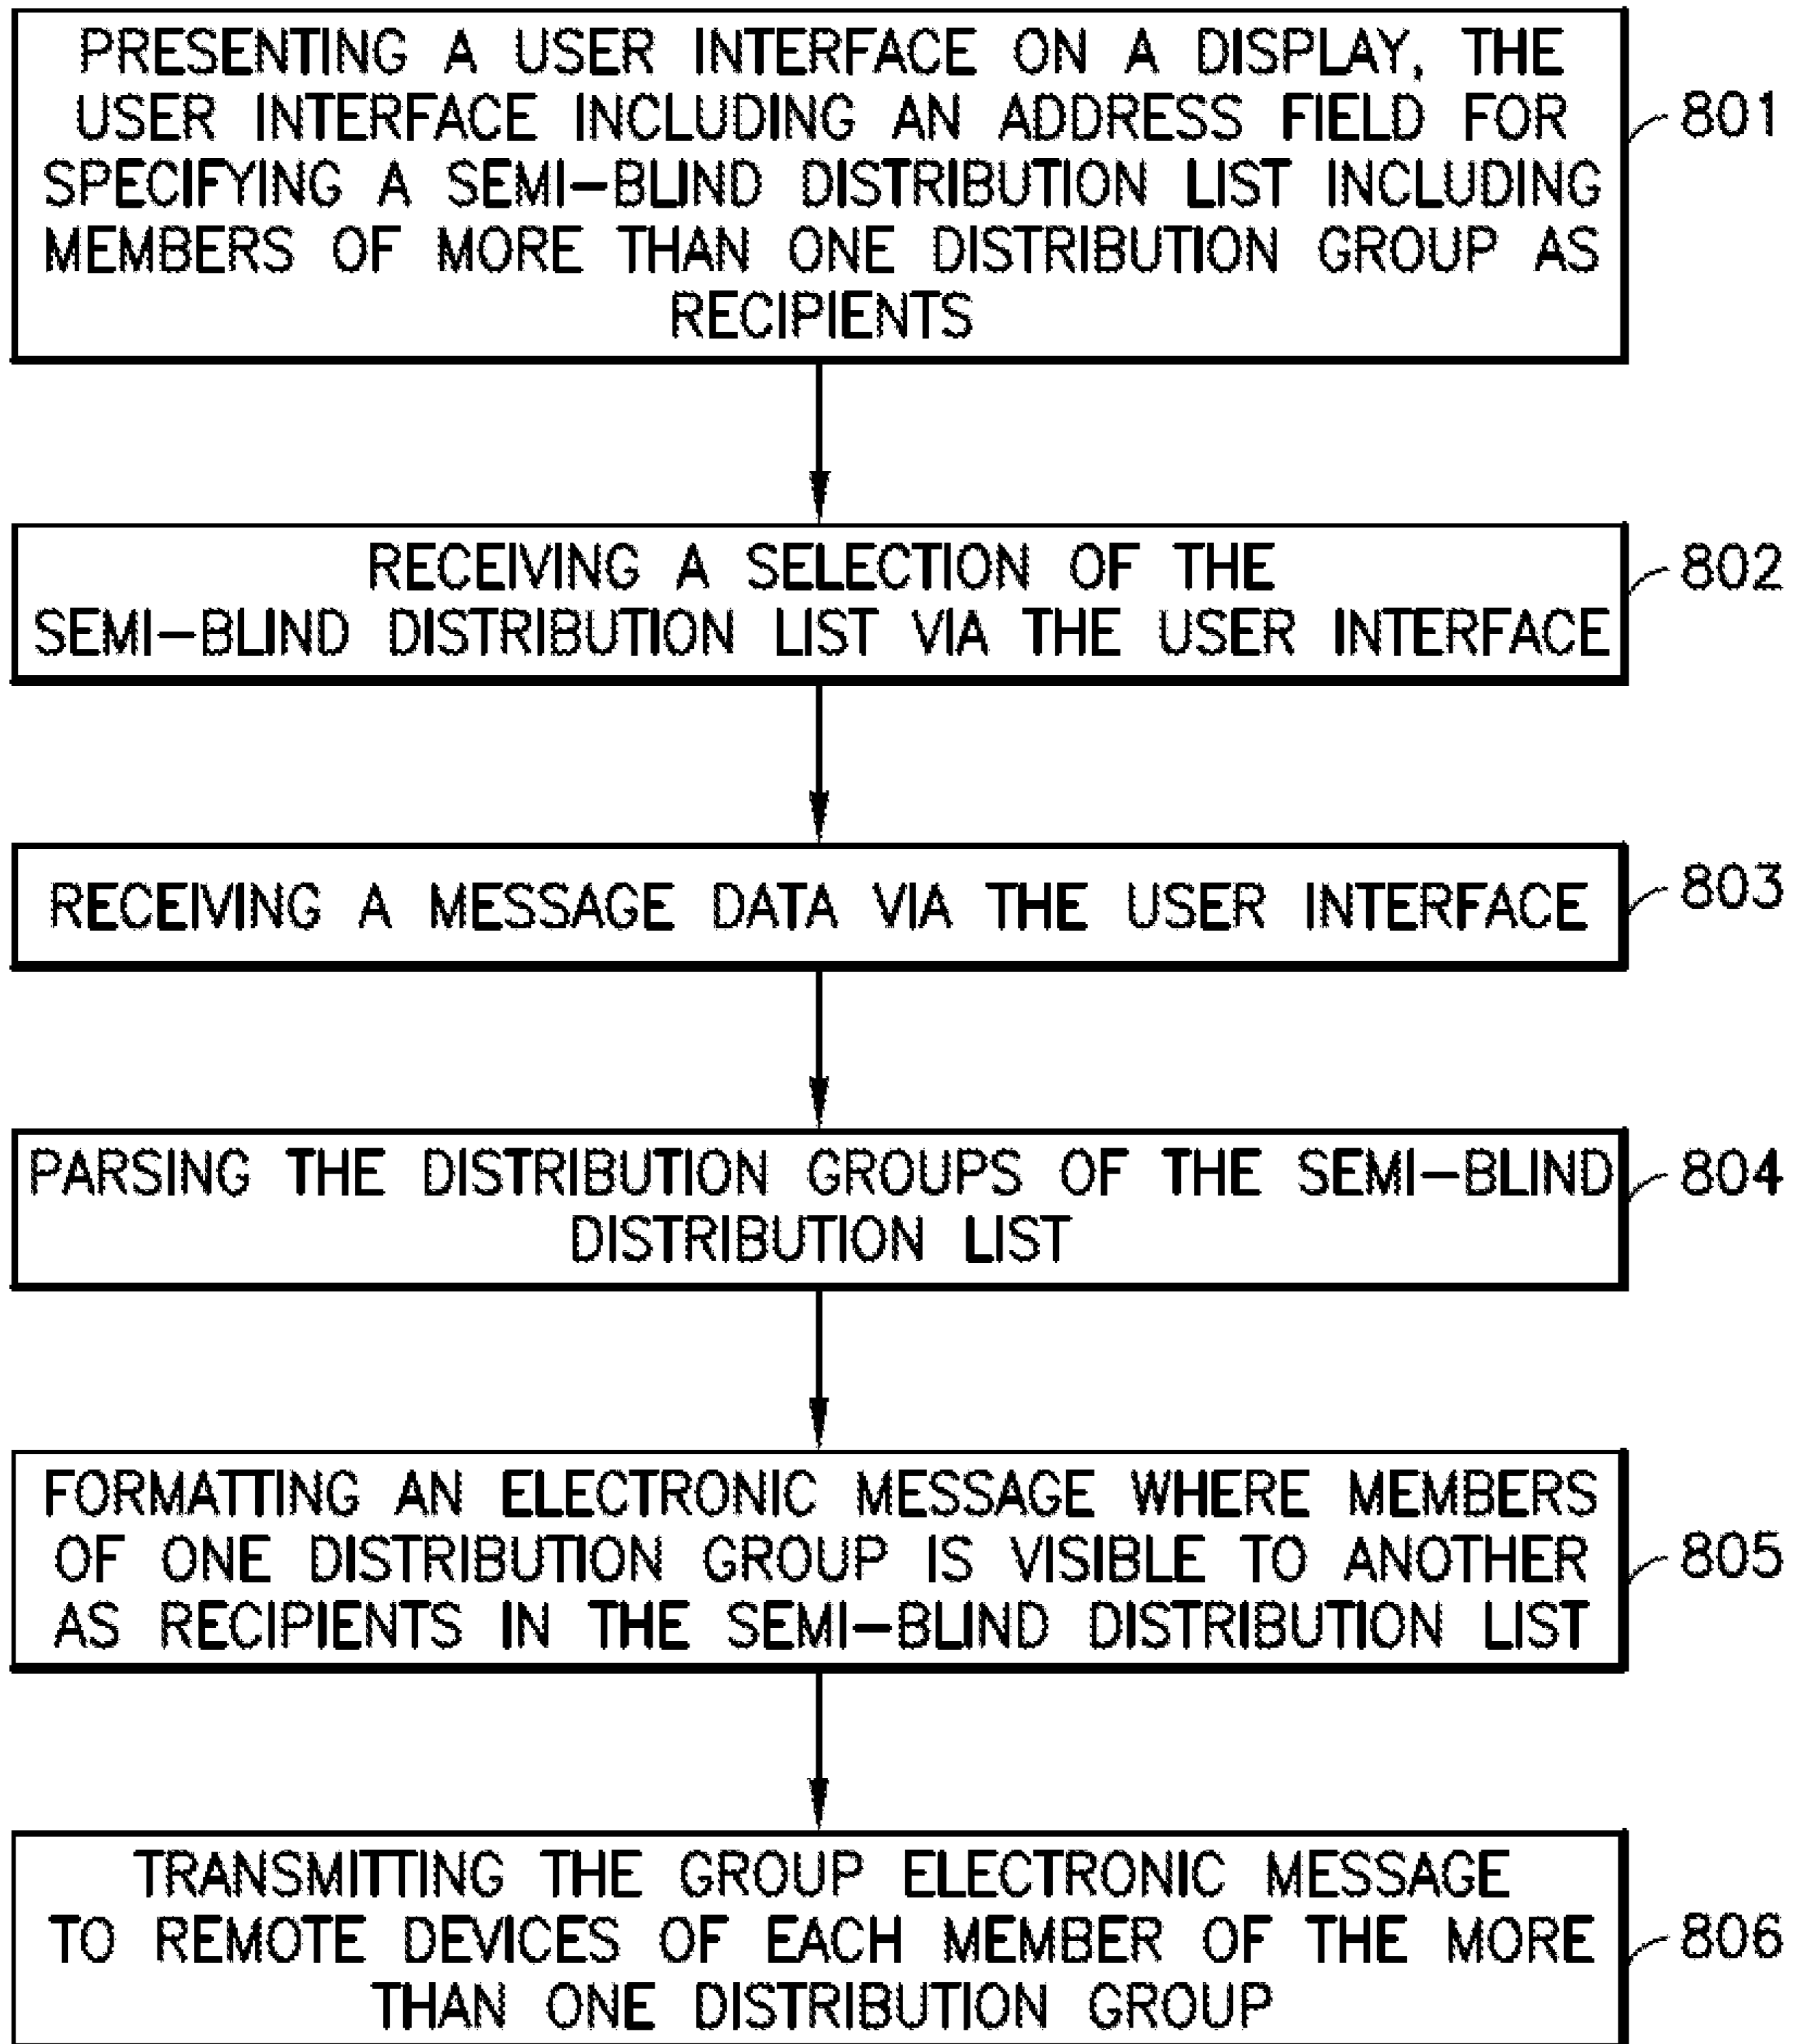 PRESENTING A USER INTERFACE ON A DISPLAY, THE
USER INTERFACE INCLUDING AN ADDRESS FIELD FOR
SPECIFYING A SEMI-BLIND DISTRIBUTION LIST INCLUDING
MEMBERS OF MORE THAN ONE DISTRIBUTION GROUP AS
RECIPIENTS
801
RECEIVING A SELECTION OF THE
SEMI-BLIND DISTRIBUTION LIST VIA THE USER INTERFACE
802
RECEIVING A MESSAGE DATA VIA THE USER INTERFACE
803
PARSING THE DISTRIBUTION GROUPS OF THE SEMI-BLIND
DISTRIBUTION LIST
804
FORMATTING AN ELECTRONIC MESSAGE WHERE MEMBERS
OF ONE DISTRIBUTION GROUP IS VISIBLE TO ANOTHER
AS RECIPIENTS IN THE SEMI-BLIND DISTRIBUTION LIST
805
TRANSMITTING THE GROUP ELECTRONIC MESSAGE
TO REMOTE DEVICES OF EACH MEMBER OF THE MORE
THAN ONE DISTRIBUTION GROUP
806